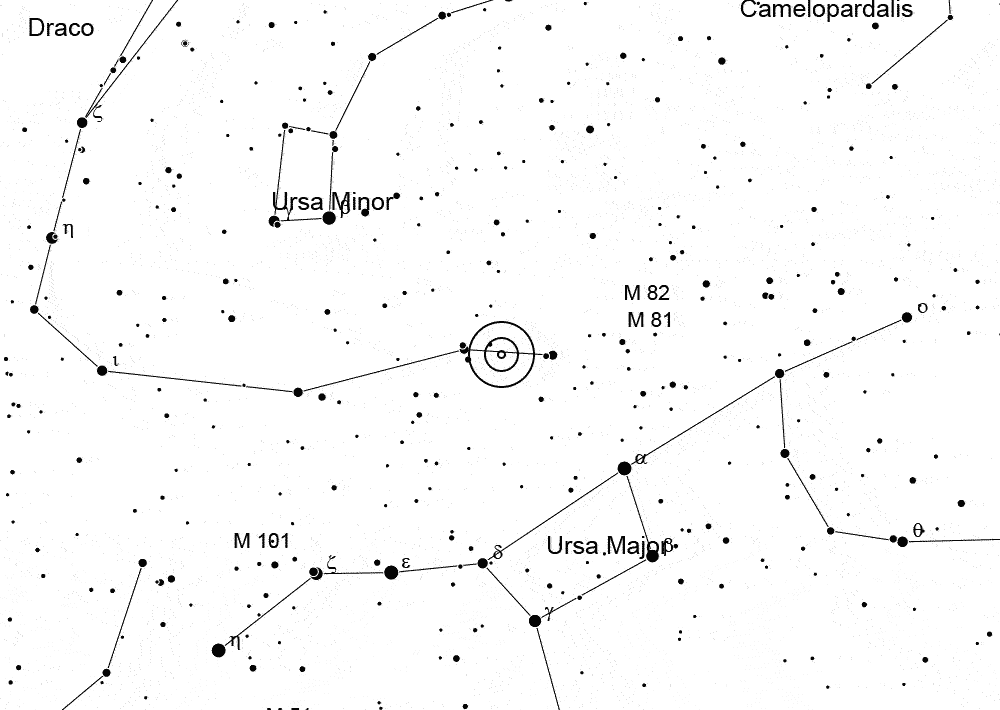 Camelopardalis
Draco
ζ
Ursa Minor
γ β
η
M 82
M 81
ο
ι
α
θ
M 101
Ursa Major
β
δ
ζ
ε
γ
η